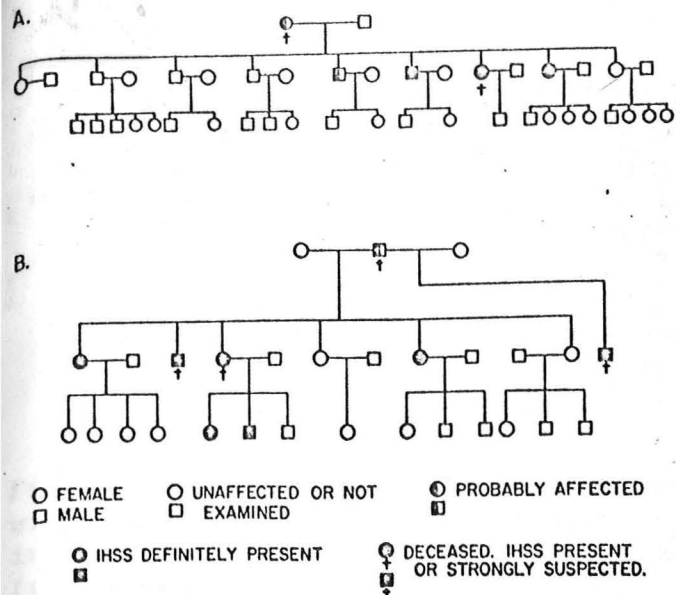 A.
B.
FEMALE
MALE
UNAFFECTED OR NOT
EXAMINED
PROBABLY AFFECTED
IHSS DEFINITELY PRESENT
DECEASED. IHSS PRESENT
OR STRONGLY SUSPECTED.